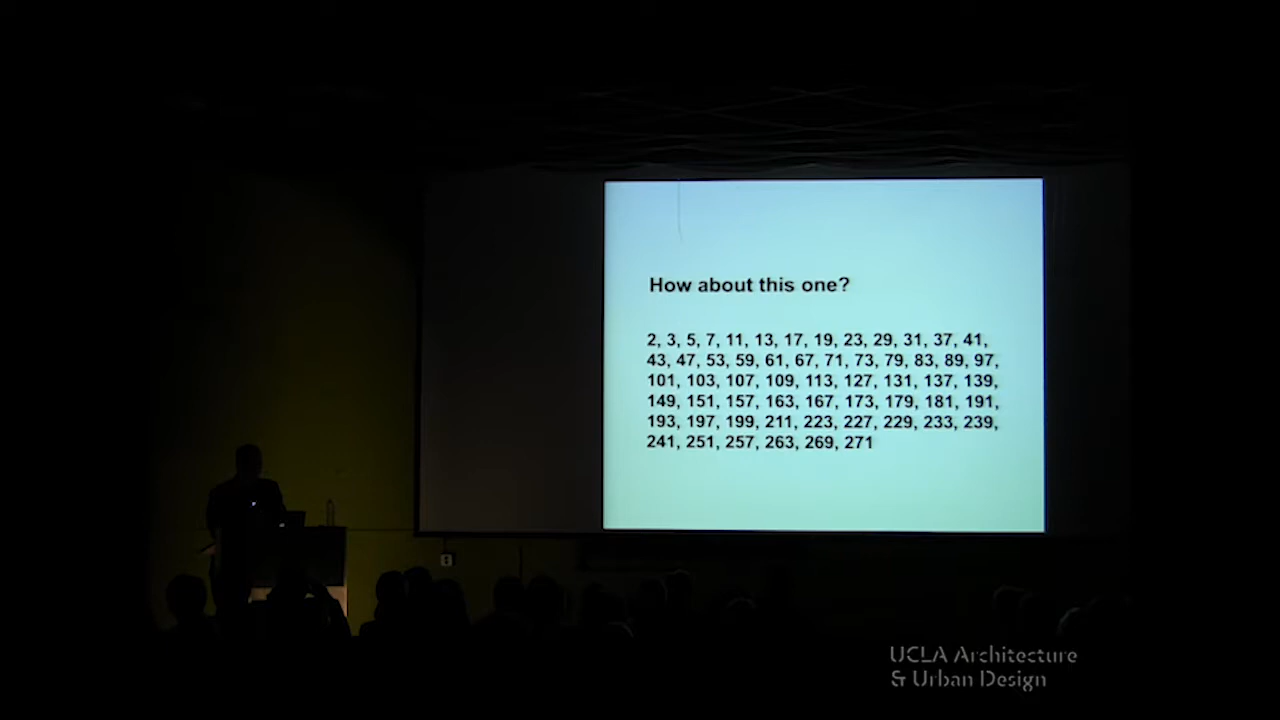 How about this one?
2, 3, 5, 7, 11, 13, 17, 19, 23, 29, 31, 37, 41,
43, 47, 53, 59, 61, 67, 71, 73, 79, 83, 89, 97,
101, 103, 107, 109, 113, 127, 131, 137, 139,
149, 151, 157, 163, 167, 173, 179, 181, 191,
193, 197, 199, 211, 223, 227, 229, 233, 239,
241, 251, 257, 263, 269, 271
UCLA Architecture
& Urban Design